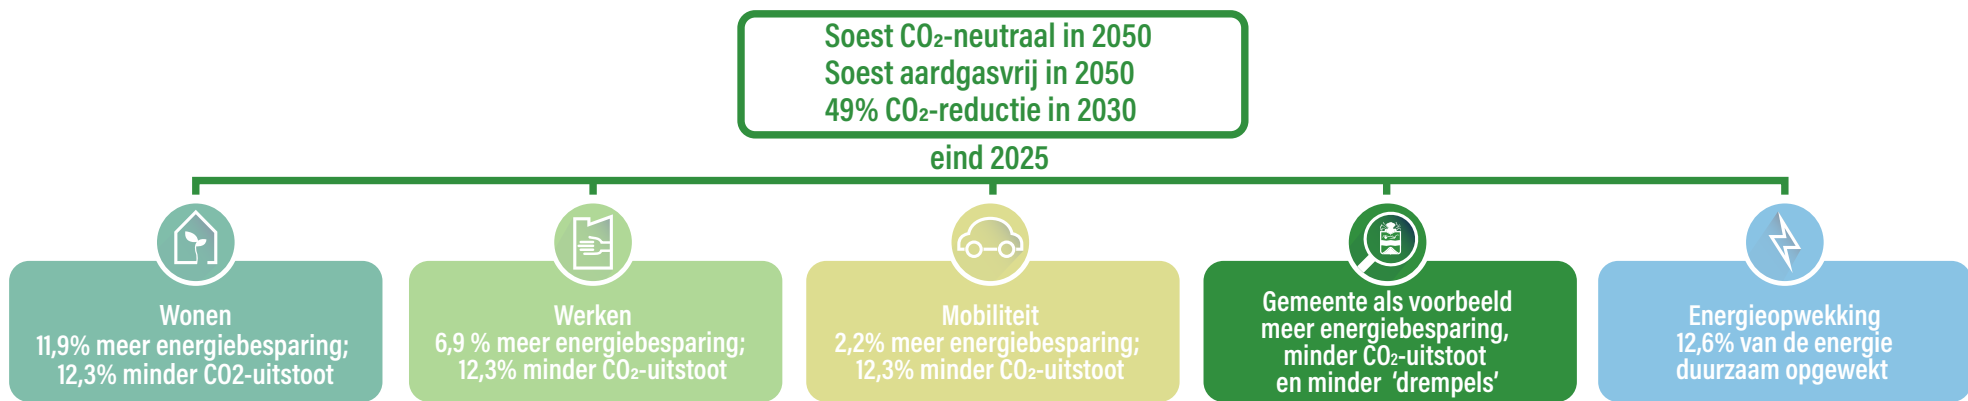 Soest CO₂-neutraal in 2050
Soest aardgasvrij in 2050
49% CO₂-reductie in 2030
eind 2025
Wonen
11,9% meer energiebesparing;
12,3% minder CO2-uitstoot
Werken
6,9 % meer energiebesparing;
12,3% minder CO₂-uitstoot
Mobiliteit
2,2% meer energiebesparing;
12,3% minder CO₂-uitstoot
Gemeente als voorbeeld
meer energiebesparing,
minder CO₂-uitstoot
en minder ‘drempels’
Energieopwekking
12,6% van de energie
duurzaam opgewekt